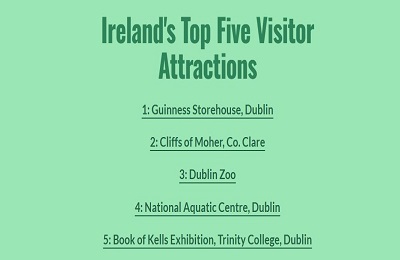 Ireland's Top Five Visitor
Attractions
1: Guinness Storehouse, Dublin
2: Cliffs of Moher, Co. Clare
3: Dublin Zoo
4: National Aquatic Centre, Dublin
5: Book of Kells Exhibition, Trinity College, Dublin